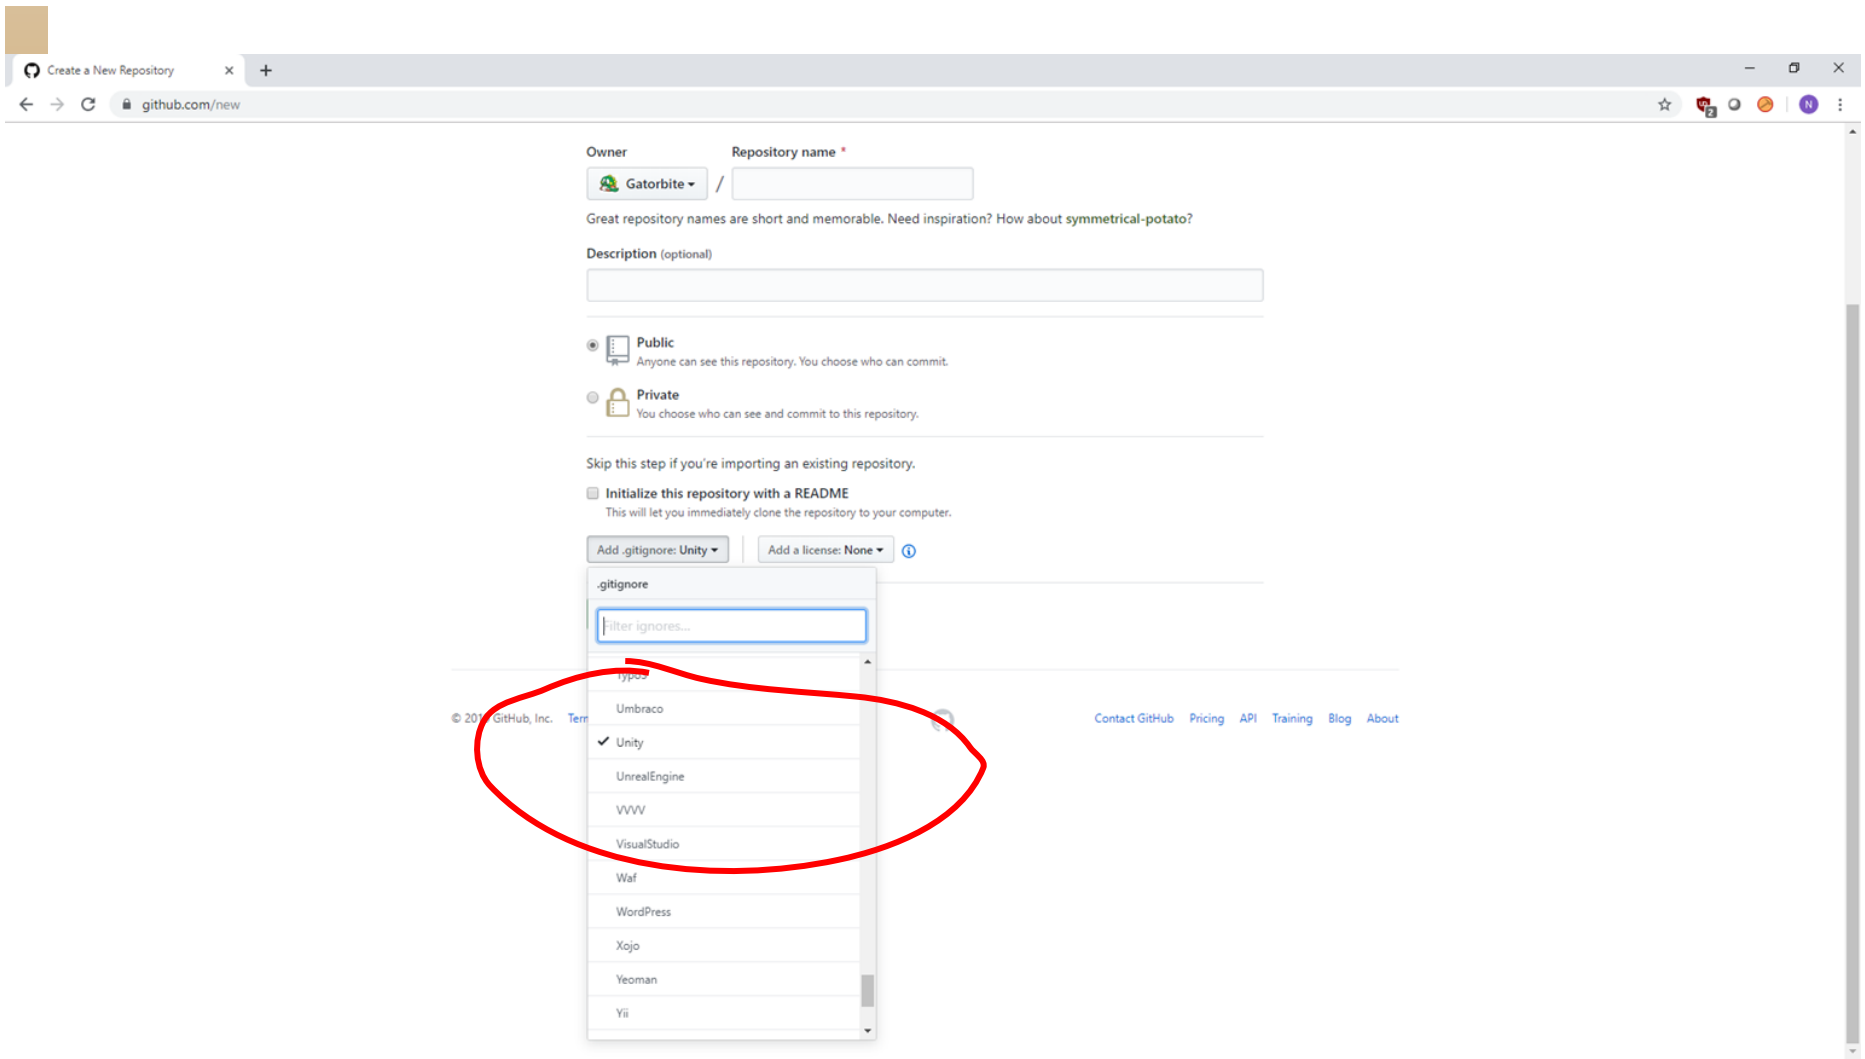 Create a New Repository
github.com/new
2
N
Owner Repository name *
Gatorbite /
Great repository names are short and memorable. Need inspiration? How about symmetrical-potato?
Description (optional)
Public
Anyone can see this repository. You choose who can commit.
Private
You choose who can see and commit to this repository.
Skip this step if you're importing an existing repository.
Initialize this repository with a README
This will let you immediately clone the repository to your computer.
Add .gitignore: Unity Add a license: None
.gitignore
Filter ignores...
Typo3
Umbraco
© GitHub, Inc. Contact GitHub Pricing API Training Blog About
Unity
UnrealEngine
VVVV
VisualStudio
Waf
WordPress
Xojo
Yeoman
Yii